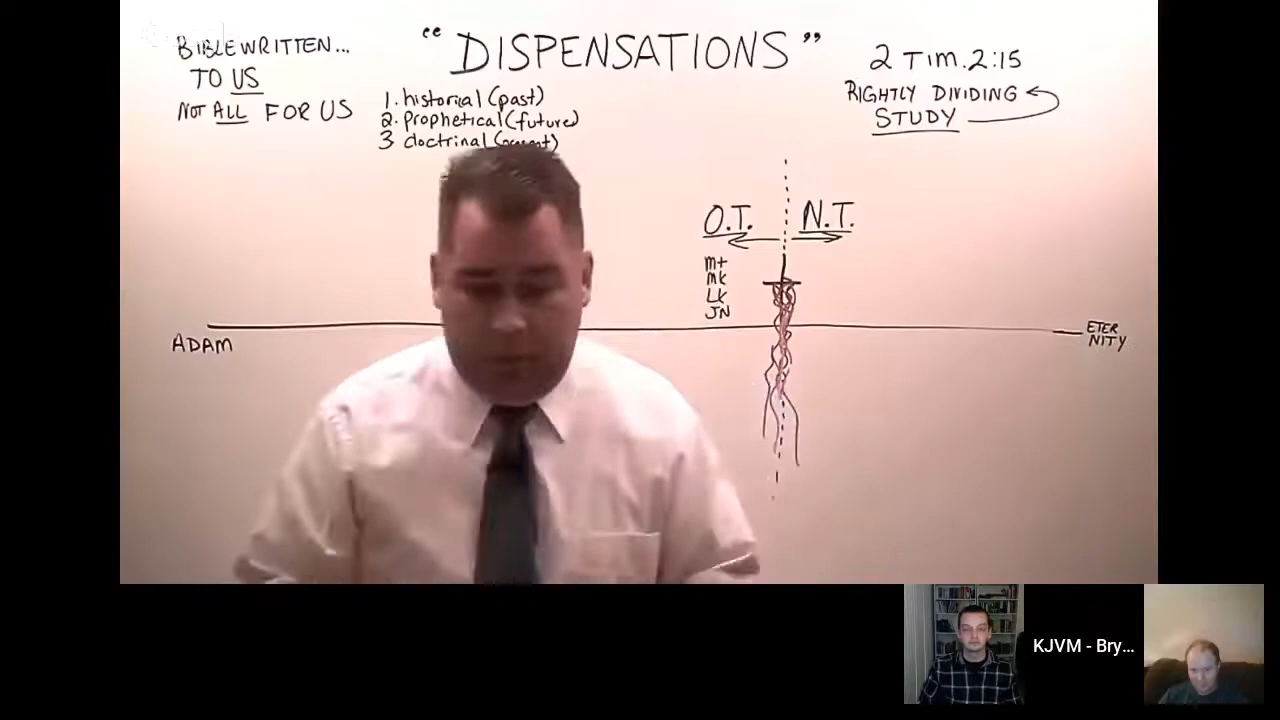 BIBLE WRITTEN...
TO US
NOT ALL FOR US
"DISPENSATIONS"
1. historical (past)
2. prophetical (future)
3 doctrinal
2 TIM. 2:15
RIGHTLY DIVIDING
STUDY
O.T. N.T.
mt
mk
LK
JN
ADAM
ETER
NITY
KJVM - Bry...